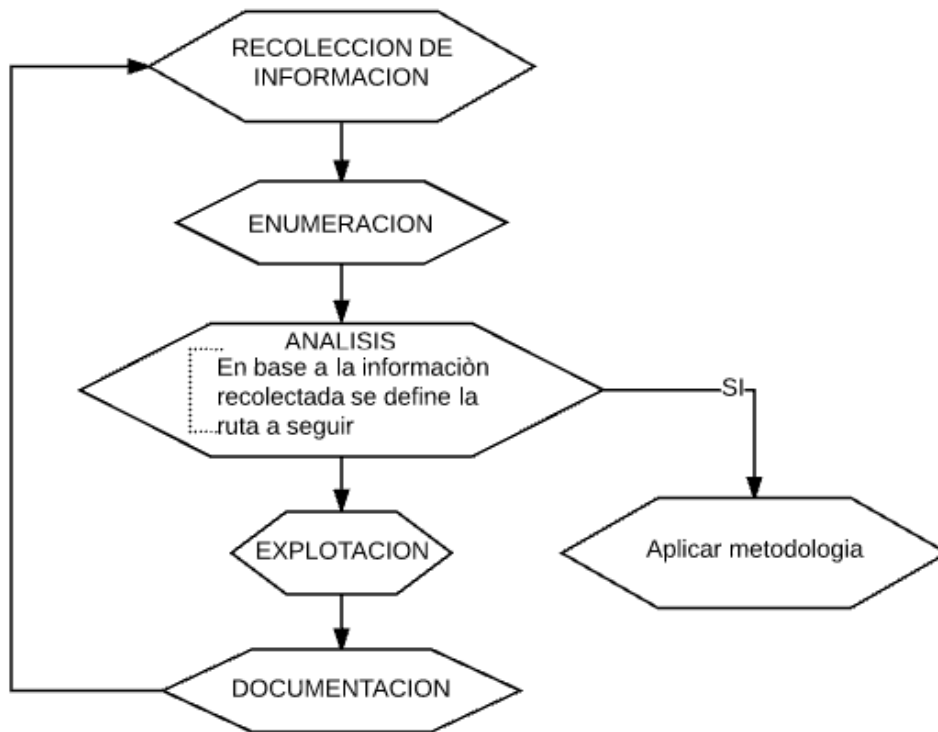 RECOLECCION DE
INFORMACION
ENUMERACION
ANALISIS
En base a la informaciòn
recolectada se define la
ruta a seguir
SI
EXPLOTACION
Aplicar metodologia
DOCUMENTACION